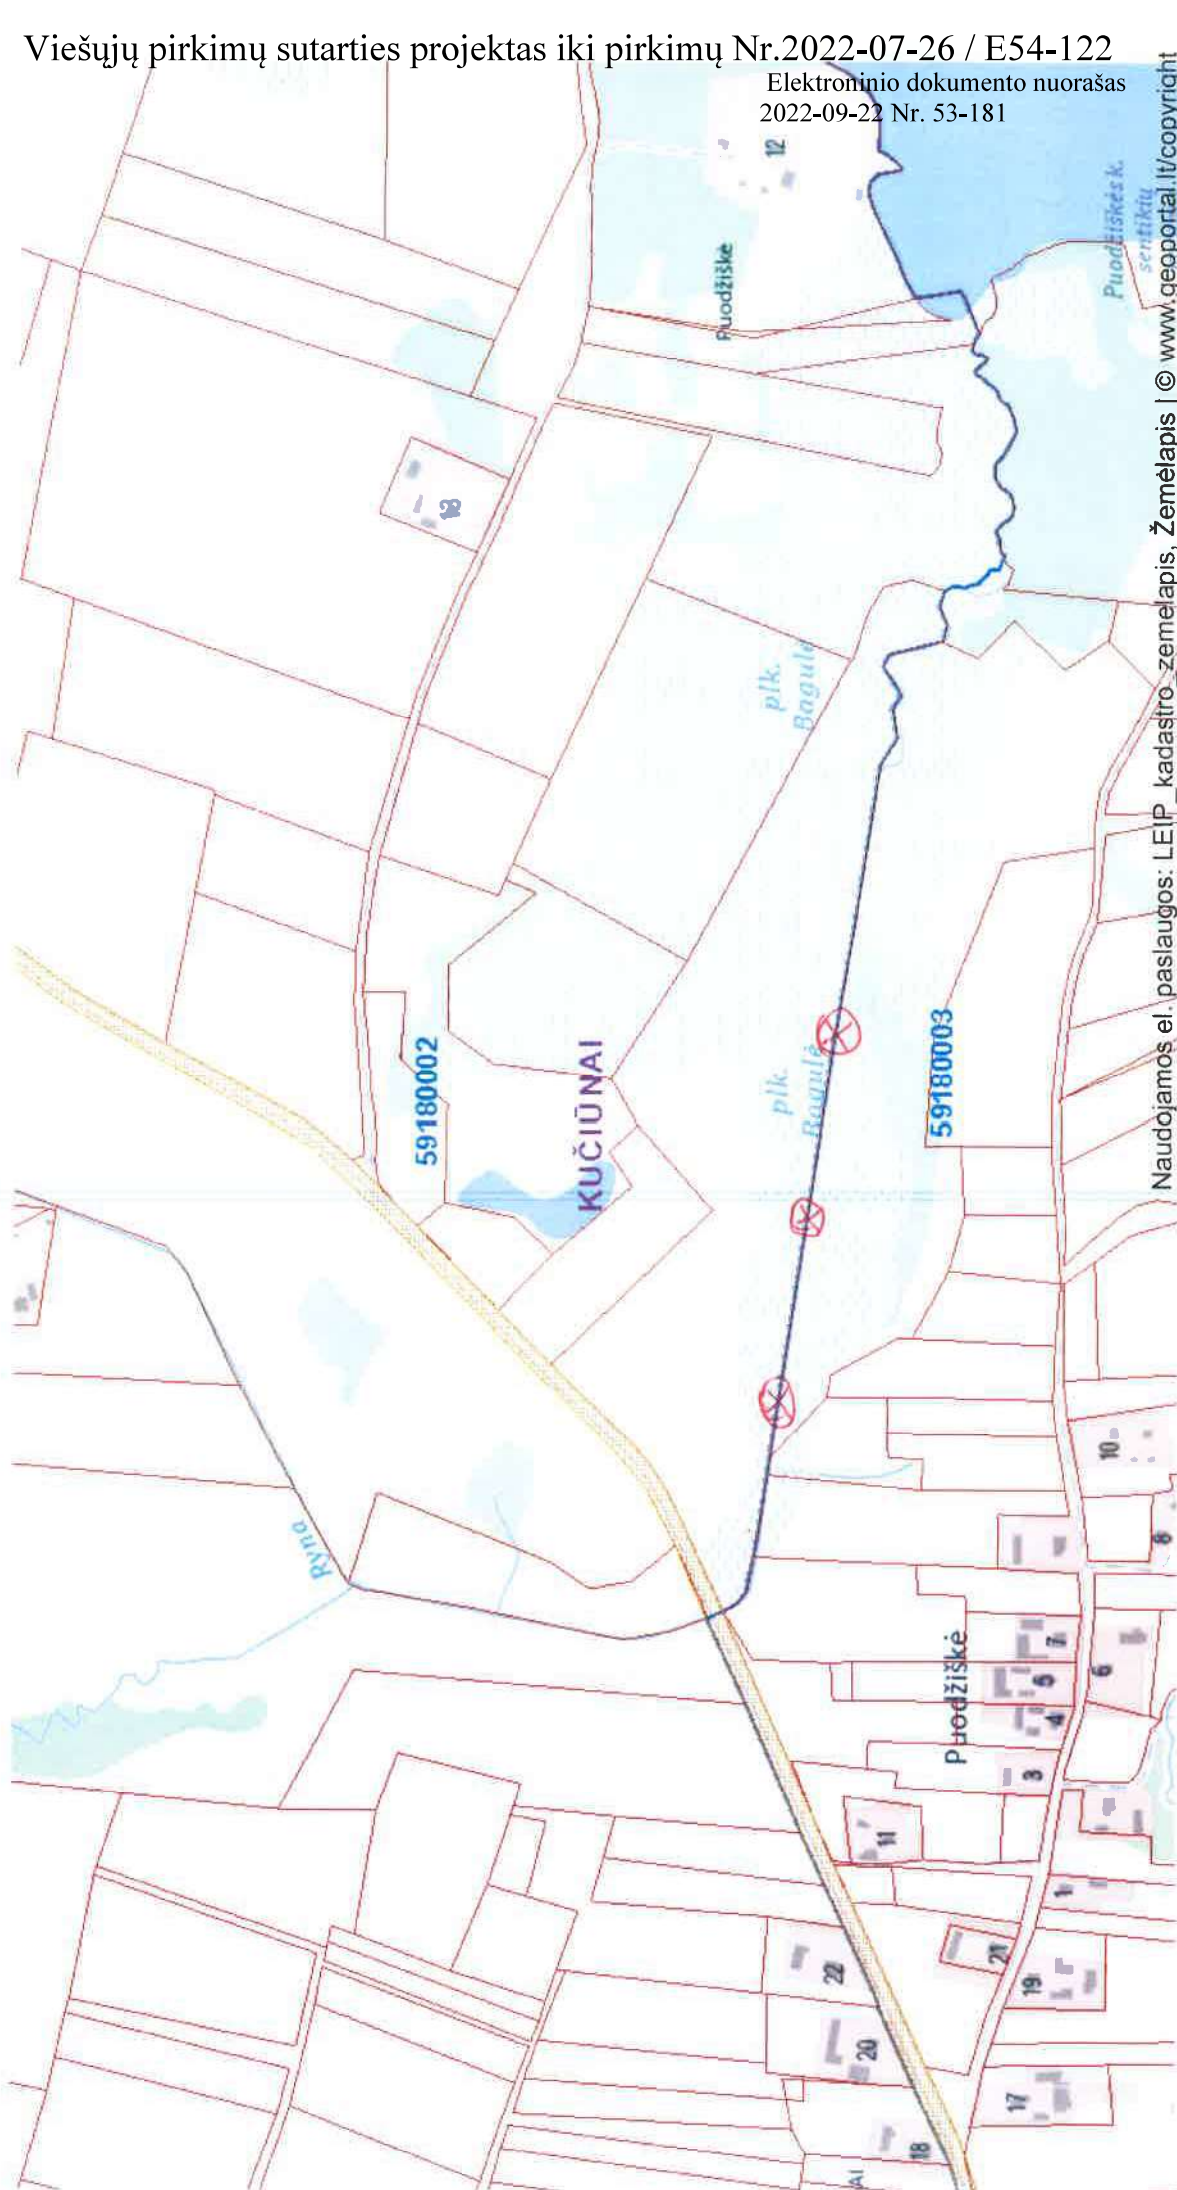 Viešųjų pirkimų sutarties projektas iki pirkimų Nr.2022-07-26 / E54-122
Elektroninio dokumento nuorašas
2022-09-22 Nr. 53-181
12
Puodžiškė
Puodžiškės k.
sentikių
plk.
Bagulė
59180002
KUČIŪNAI
plk.
Bagulė
59180003
Ryna
Puodžiškė
10
8
7
6
5
4
3
11
1
21
19
22
20
17
18
Naudojamos el. paslaugos: LEIP_kadastro_zemelapis, Žemėlapis | © www.geoportal.lt/copyright